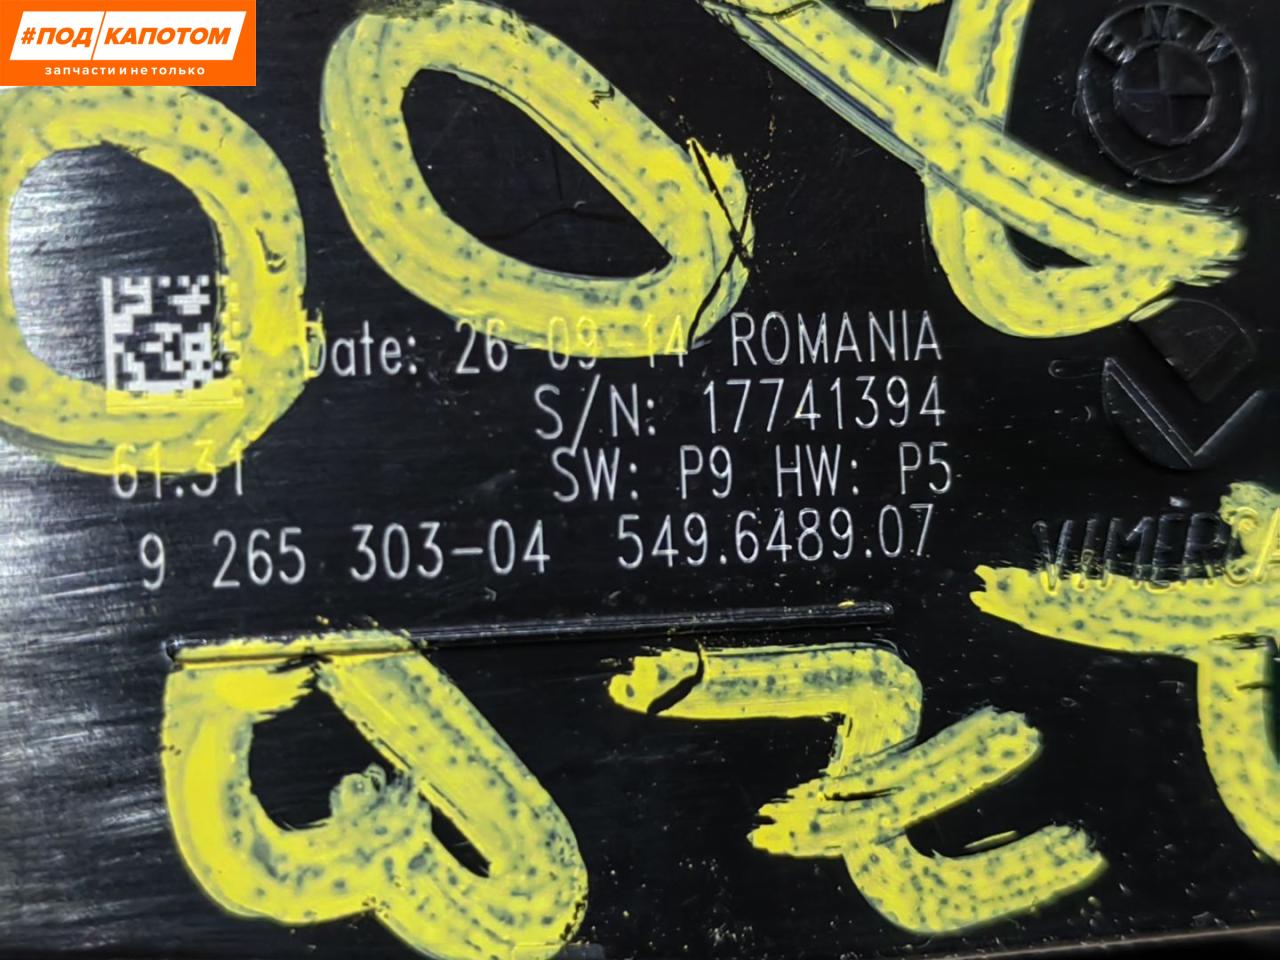 #ПОД КАПОТОМ
запчасти и не только
BMW
Date: 26-09-14 ROMANIA
S/N: 17741394
SW: P9 HW: P5
61.31
9 265 303-04 549.6489.07